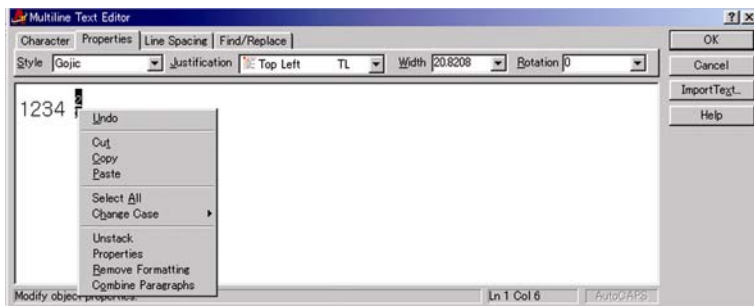 Multiline Text Editor
Character Properties Line Spacing Find/Replace
OK
Style Gojic Justification Top Left TL Width 20.8208 Rotation 0
Cancel
ImportText...
Help
1234 2
Undo
Cut
Copy
Paste
Select All
Change Case
Unstack
Properties
Remove Formatting
Combine Paragraphs
Modify object properties. Ln 1 Col 6 AutoCAPS